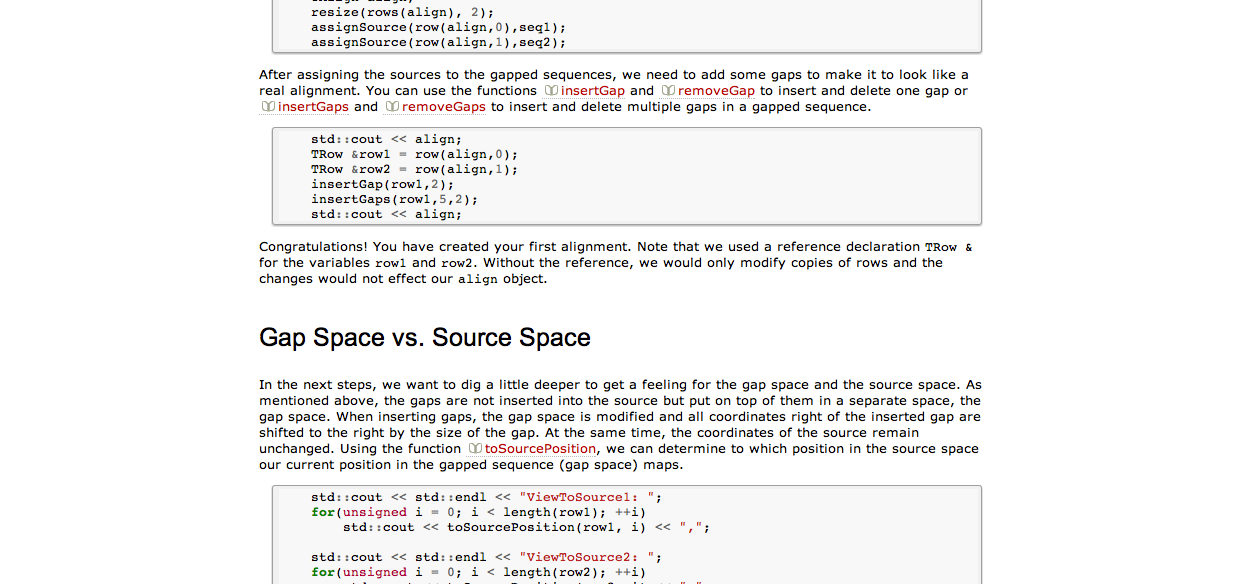 resize(rows(align), 2);
assignSource(row(align,0),seq1);
assignSource(row(align,1),seq2);
After assigning the sources to the gapped sequences, we need to add some gaps to make it to look like a
real alignment. You can use the functions insertGap and removeGap to insert and delete one gap or
insertGaps and removeGaps to insert and delete multiple gaps in a gapped sequence.
std::cout << align;
TRow &row1 = row(align,0);
TRow &row2 = row(align,1);
insertGap(row1,2);
insertGaps(row1,5,2);
std::cout << align;
Congratulations! You have created your first alignment. Note that we used a reference declaration TRow &
for the variables row1 and row2. Without the reference, we would only modify copies of rows and the
changes would not effect our align object.
Gap Space vs. Source Space
In the next steps, we want to dig a little deeper to get a feeling for the gap space and the source space. As
mentioned above, the gaps are not inserted into the source but put on top of them in a separate space, the
gap space. When inserting gaps, the gap space is modified and all coordinates right of the inserted gap are
shifted to the right by the size of the gap. At the same time, the coordinates of the source remain
unchanged. Using the function toSourcePosition, we can determine to which position in the source space
our current position in the gapped sequence (gap space) maps.
std::cout << std::endl << "ViewToSource1: ";
for(unsigned i = 0; i < length(row1); ++i)
std::cout << toSourcePosition(row1, i) << ",";
std::cout << std::endl << "ViewToSource2: ";
for(unsigned i = 0; i < length(row2); ++i)